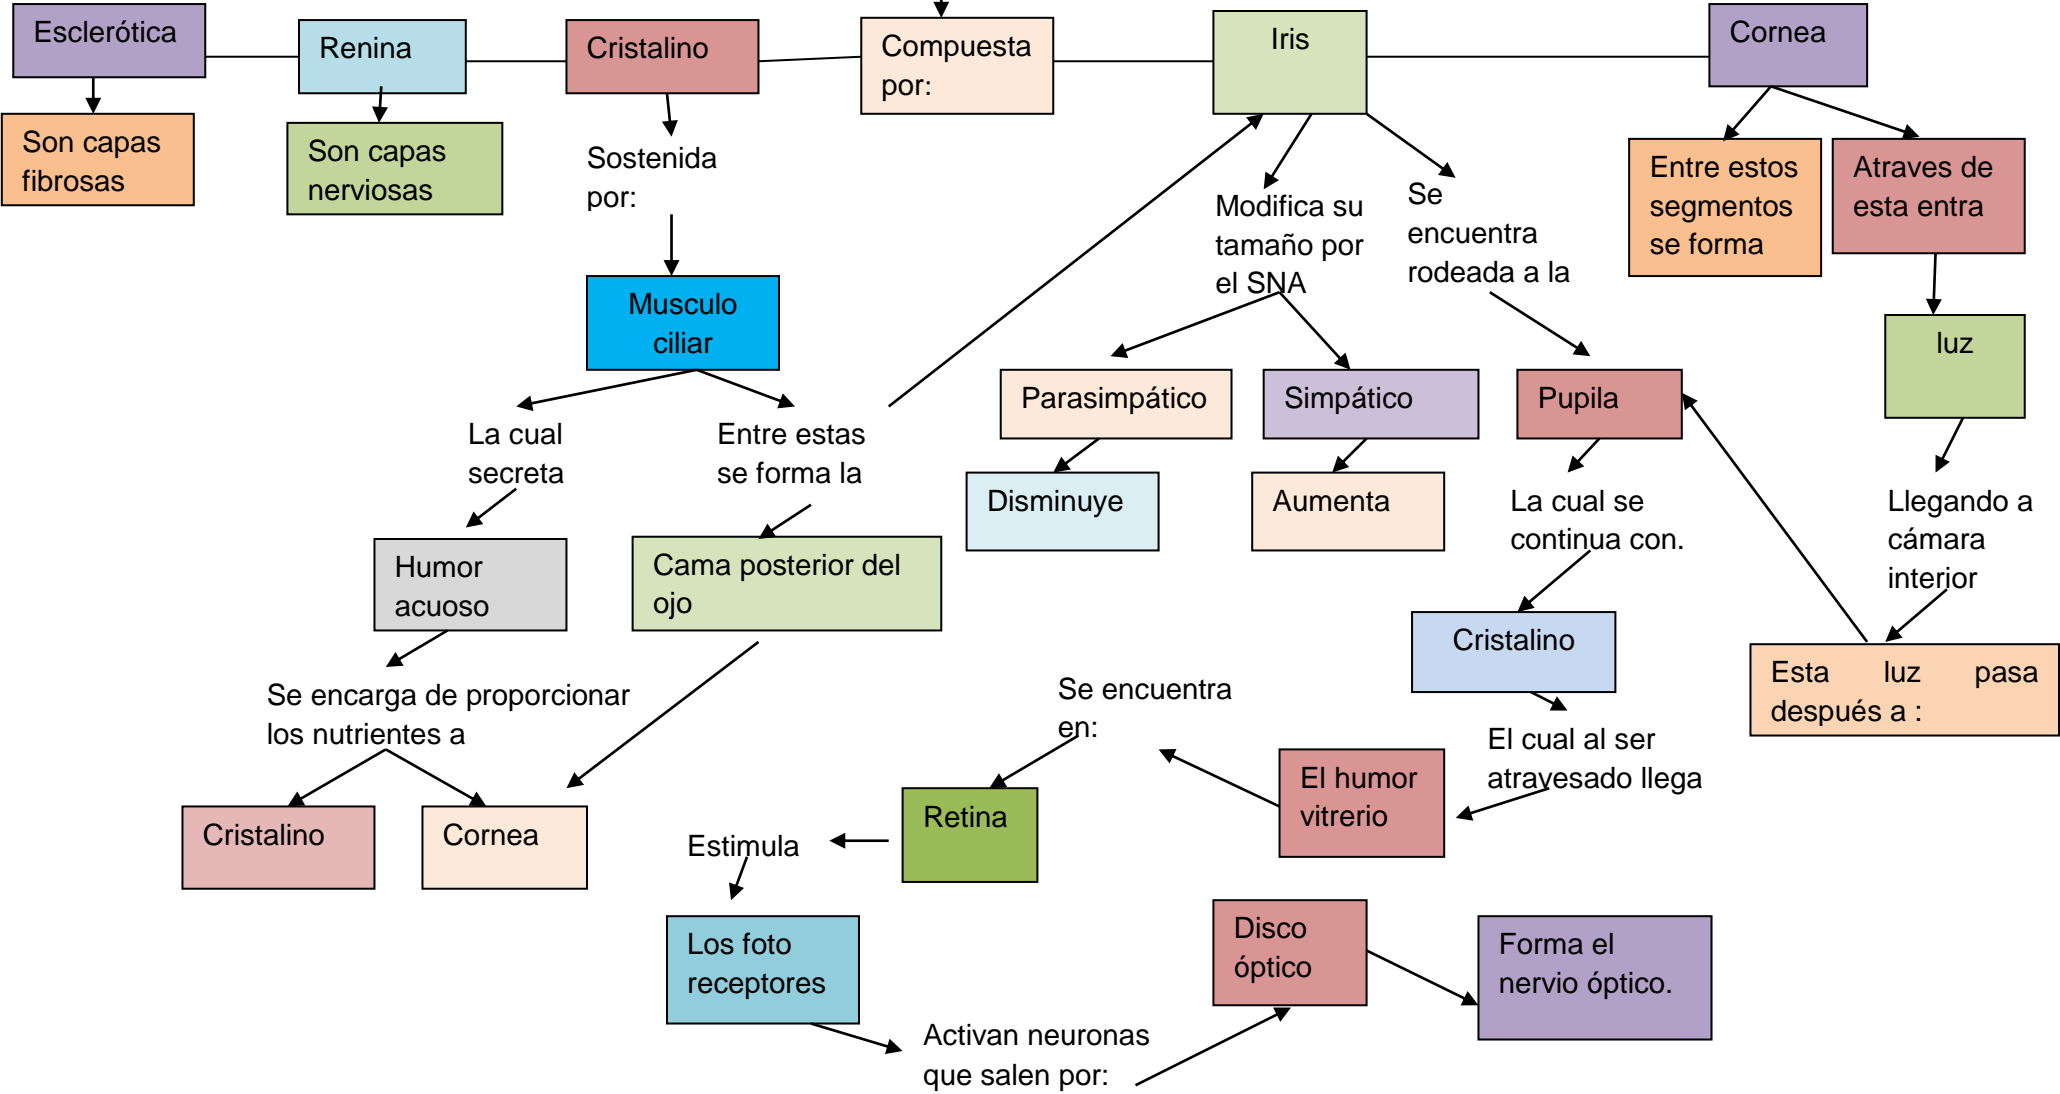 Esclerótica
Renina
Cristalino
Compuesta
por:
Iris
Cornea
Son capas
fibrosas
Son capas
nerviosas
Sostenida
por:
Modifica su
tamaño por
el SNA
Se
encuentra
rodeada a la
Entre estos
segmentos
se forma
Atraves de
esta entra
Musculo
ciliar
luz
Parasimpático
Simpático
Pupila
La cual
secreta
Entre estas
se forma la
Disminuye
Aumenta
La cual se
continua con.
Llegando a
cámara
interior
Humor
acuoso
Cama posterior del
ojo
Cristalino
Esta luz pasa
después a :
Se encarga de proporcionar
los nutrientes a
Se encuentra
en:
El cual al ser
atravesado llega
El humor
vitrerio
Retina
Estimula
Cristalino
Cornea
Los foto
receptores
Disco
óptico
Forma el
nervio óptico.
Activan neuronas
que salen por: